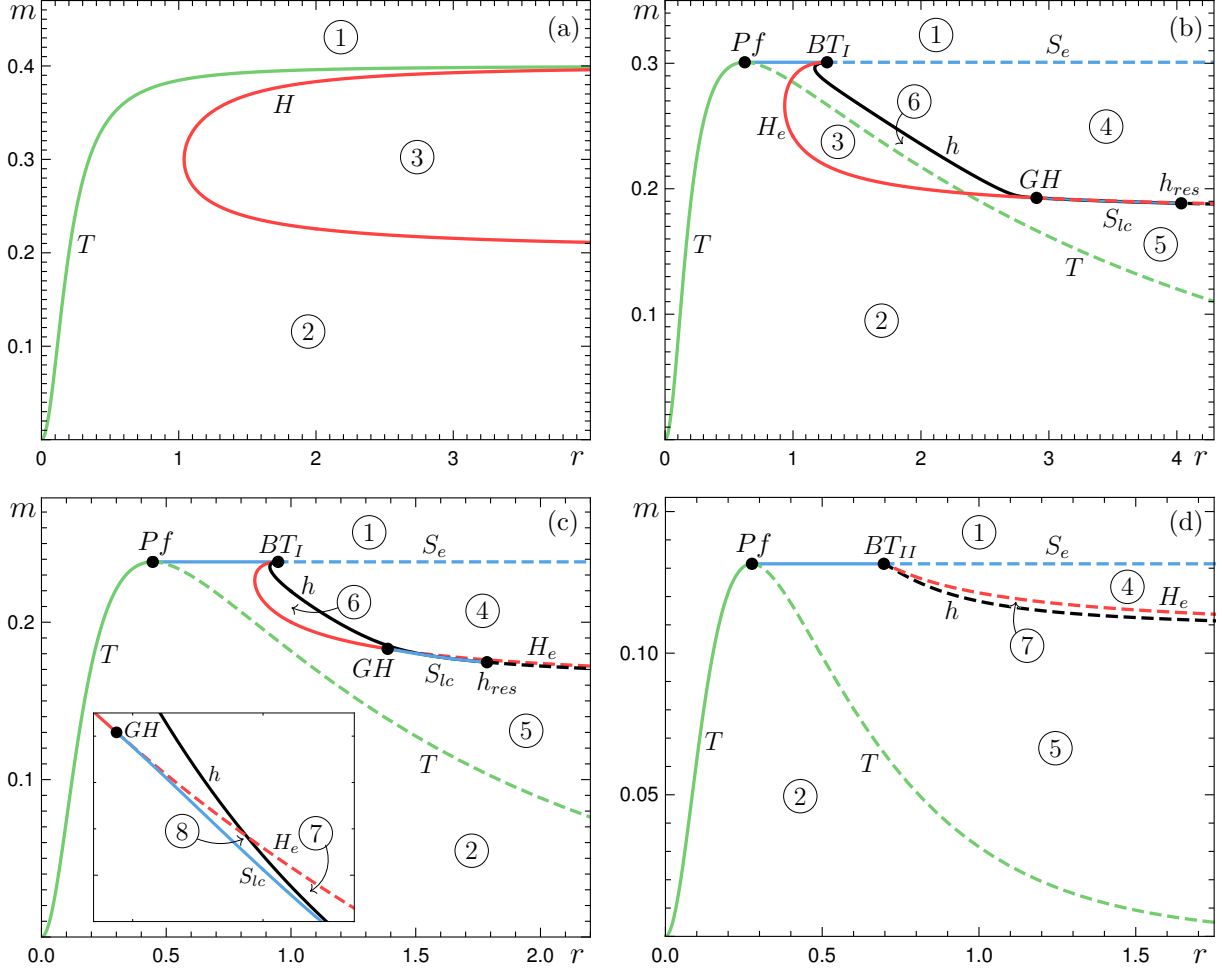 m
(a)
①
0.4
H
③
0.3
0.2
T
②
0.1
0
1
2
3
r
m
(b)
①
Pf
BT_I
S_e
0.3
⑥
④
H_e
③
h
GH
h_res
0.2
S_lc
⑤
T
T
②
0.1
0
1
2
3
4
r
m
(c)
①
Pf
BT_I
S_e
h
⑥
④
0.2
H_e
T
GH
S_lc
h_res
GH
⑤
h
T
⑧
H_e
⑦
0.1
S_lc
②
0.0
0.5
1.0
1.5
2.0
r
m
(d)
①
Pf
BT_II
S_e
④
H_e
h
⑦
0.10
T
T
⑤
②
0.05
0.0
0.5
1.0
1.5
r